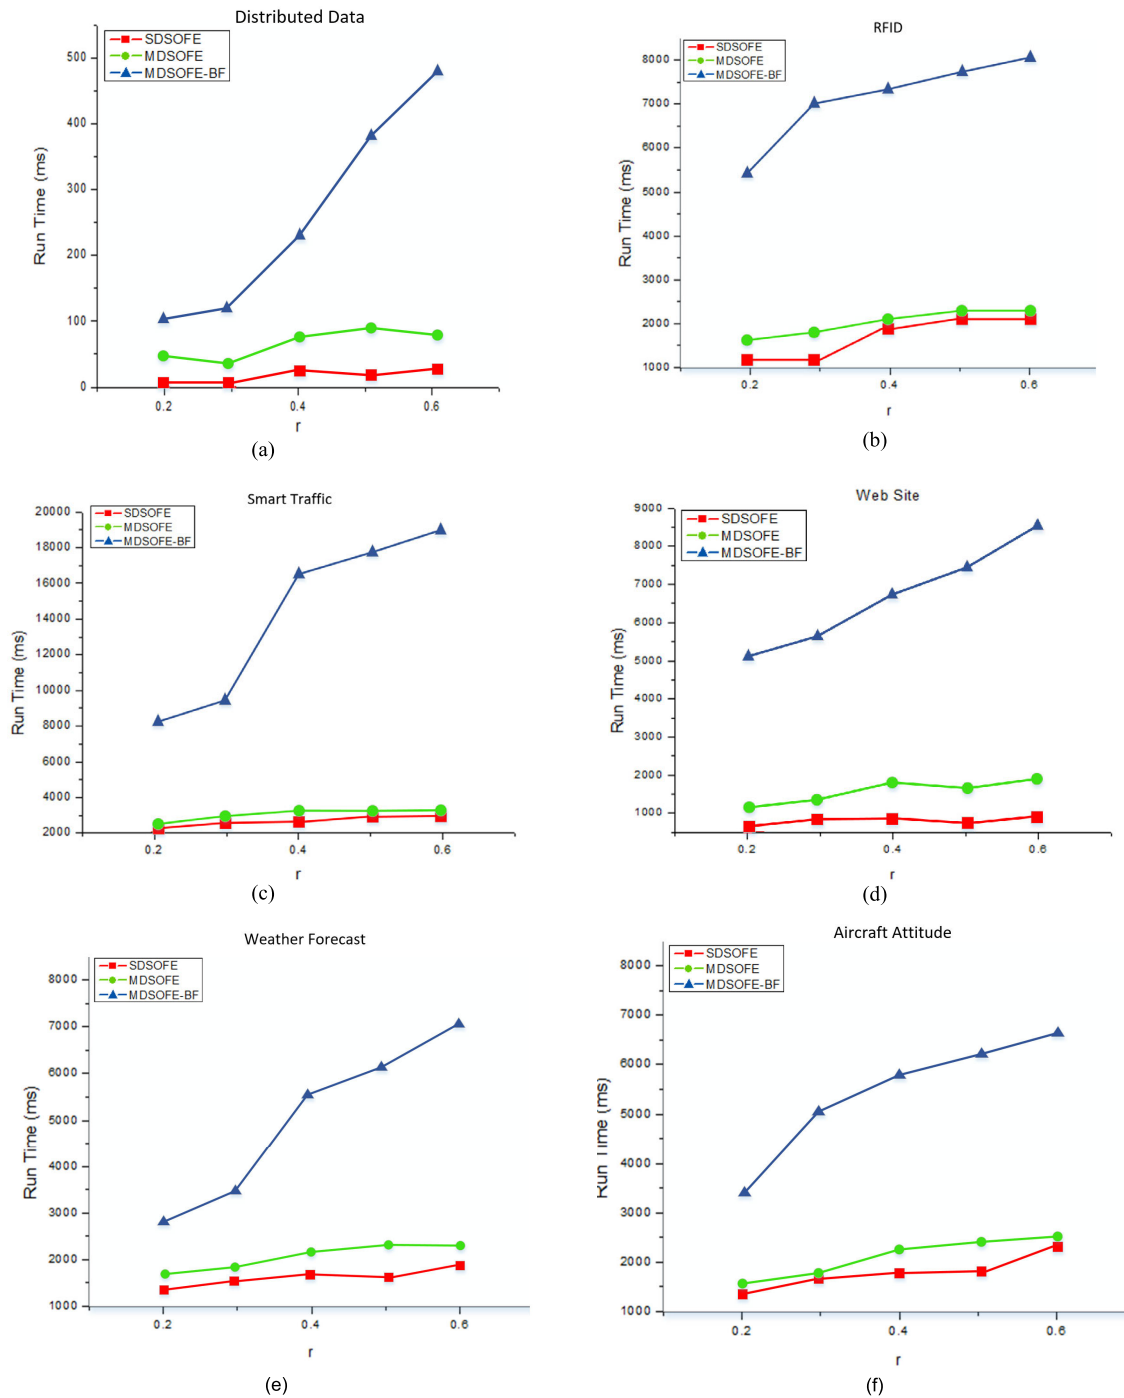 Distributed Data
SDSOFE
MDSOFE
MDSOFE-BF
500
400
300
200
100
0
Run Time (ms)
0.2
0.4
0.6
r
(a)
RFID
SDSOFE
MDSOFE
MDSOFE-BF
8000
7000
6000
5000
4000
3000
2000
1000
Run Time (ms)
0.2
0.4
0.6
r
(b)
Smart Traffic
SDSOFE
MDSOFE
MDSOFE-BF
20000
18000
16000
14000
12000
10000
8000
6000
4000
2000
Run Time (ms)
0.2
0.4
0.6
r
(c)
Web Site
SDSOFE
MDSOFE
MDSOFE-BF
9000
8000
7000
6000
5000
4000
3000
2000
1000
Run Time (ms)
0.2
0.4
0.6
r
(d)
Weather Forecast
SDSOFE
MDSOFE
MDSOFE-BF
8000
7000
6000
5000
4000
3000
2000
1000
Run Time (ms)
0.2
0.4
0.6
r
(e)
Aircraft Attitude
SDSOFE
MDSOFE
MDSOFE-BF
8000
7000
6000
5000
4000
3000
2000
1000
Run Time (ms)
0.2
0.4
0.6
r
(f)